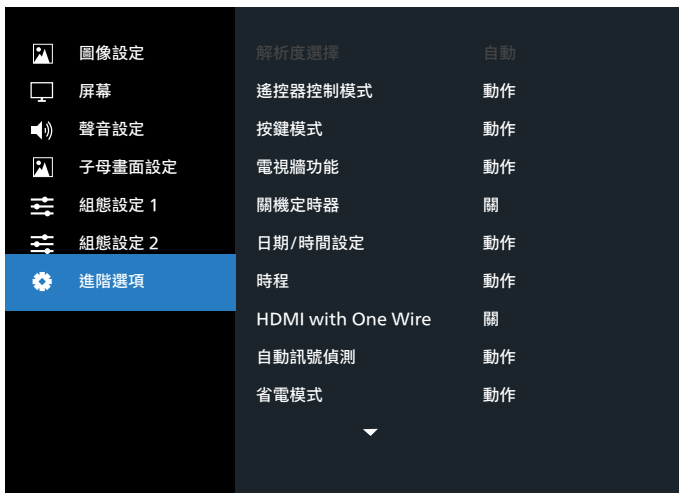 圖像設定
屏幕
聲音設定
子母畫面設定
組態設定 1
組態設定 2
進階選項
解析度選擇 自動
遙控器控制模式 動作
按鍵模式 動作
電視牆功能 動作
關機定時器 關
日期/時間設定 動作
時程 動作
HDMI with One Wire 關
自動訊號偵測 動作
省電模式 動作